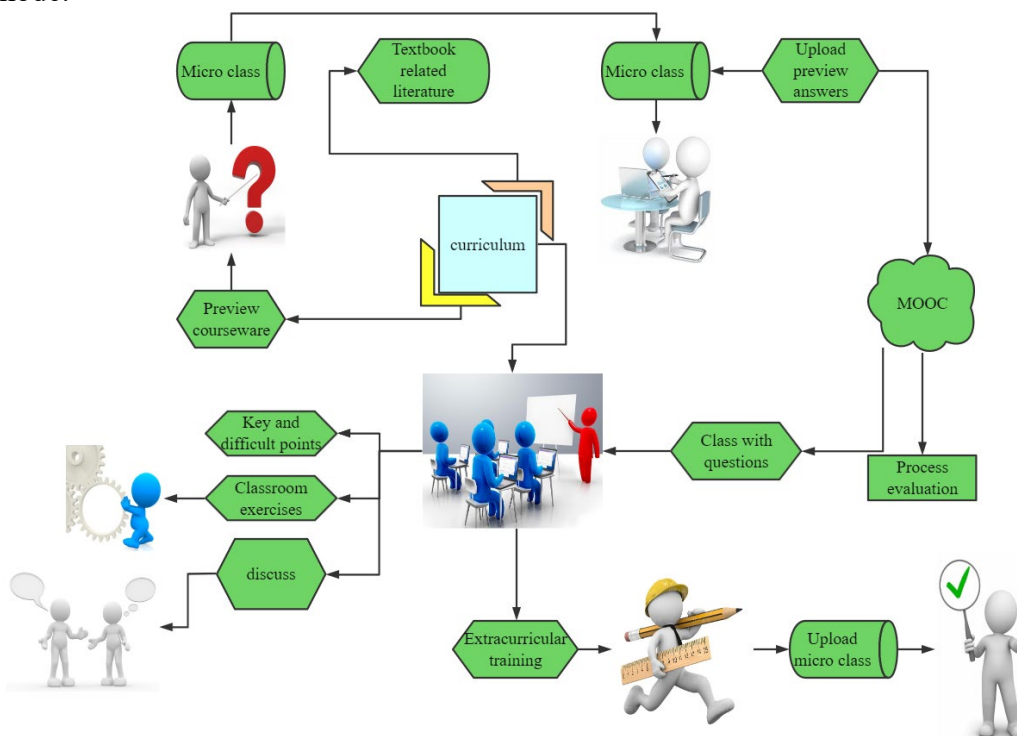 Micro class
Textbook
related
literature
Micro class
Upload
preview
answers
curriculum
Preview
courseware
MOOC
Key and
difficult points
Class with
questions
Process
evaluation
Classroom
exercises
discuss
Extracurricular
training
Upload
micro class